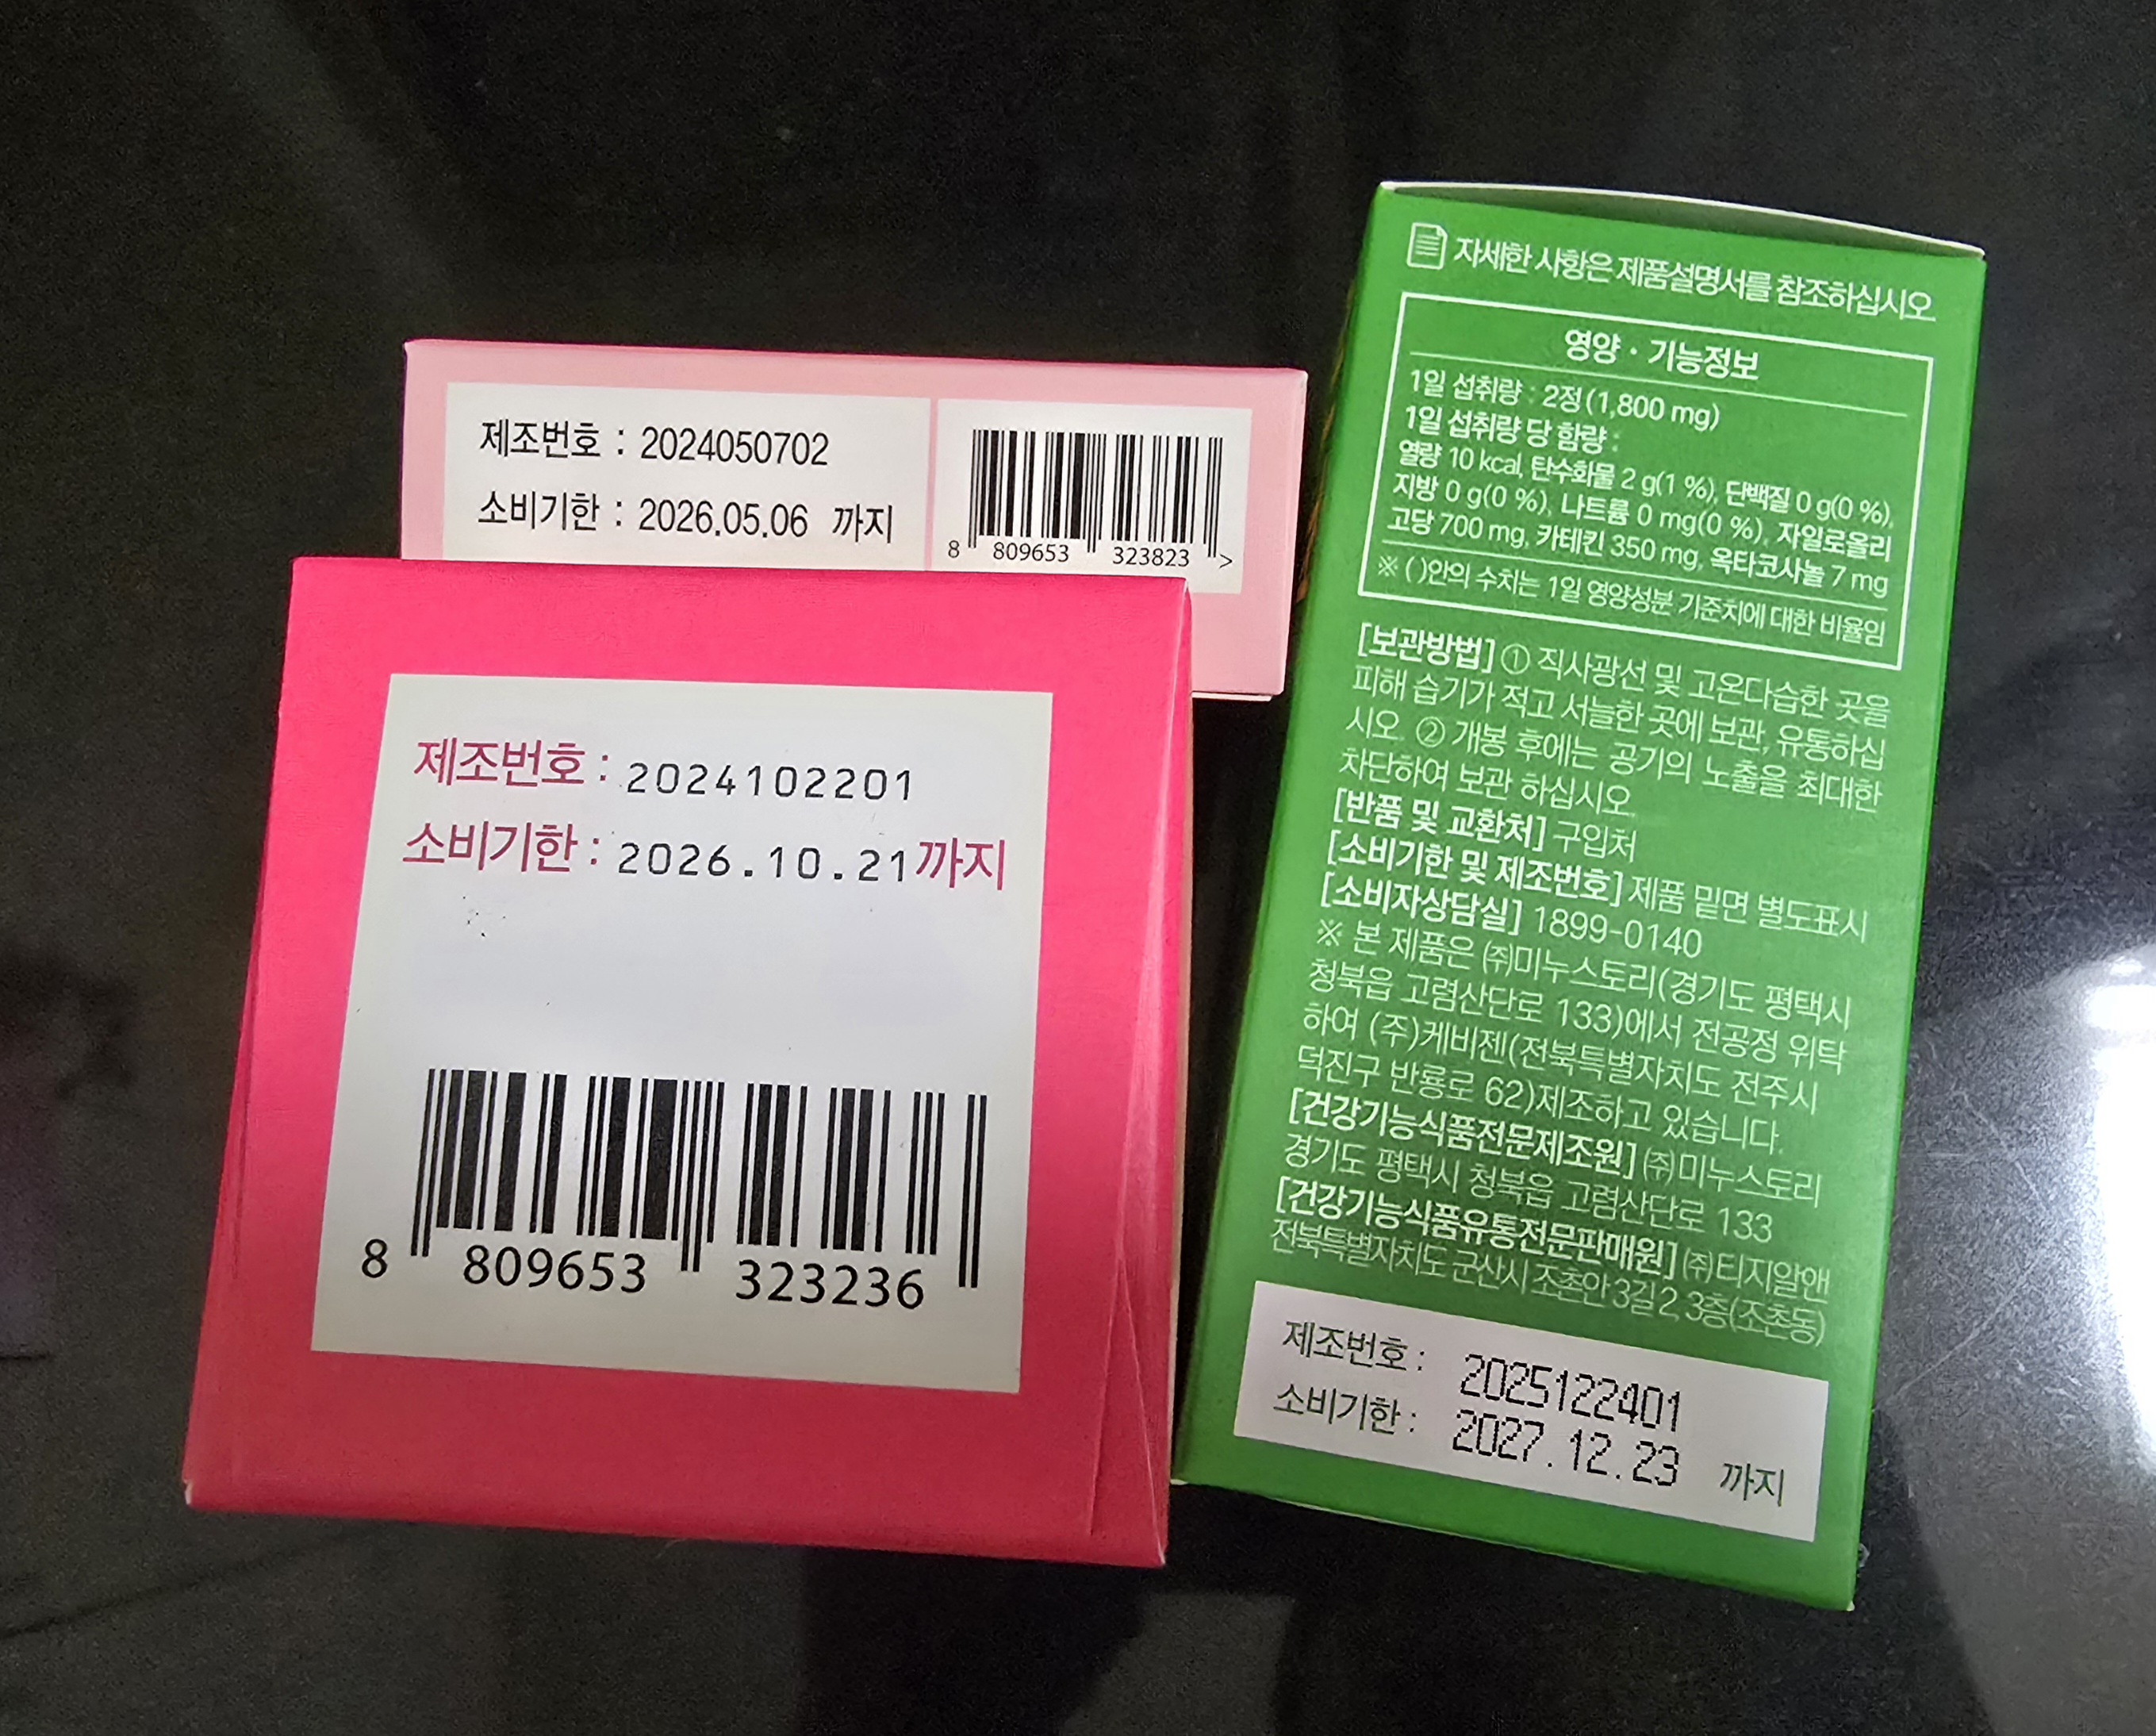 제조번호 : 2024050702
소비기한 : 2026.05.06 까지
8 809653 323823 >
제조번호 : 2024102201
소비기한 : 2026.10.21까지
8 809653 323236
자세한 사항은 제품설명서를 참조하십시오
영양 · 기능정보
1일 섭취량 : 2정(1,800 mg)
1일 섭취량 당 함량 :
열량 10 kcal, 탄수화물 2 g(1 %), 단백질 0 g(0 %),
지방 0 g(0 %), 나트륨 0 mg(0 %), 자일로올리
고당 700 mg, 카테킨 350 mg, 옥타코사놀 7 mg
※ ( )안의 수치는 1일 영양성분 기준치에 대한 비율임
[보관방법] ① 직사광선 및 고온다습한 곳을
피해 습기가 적고 서늘한 곳에 보관, 유통하십
시오. ② 개봉 후에는 공기의 노출을 최대한
차단하여 보관 하십시오.
[반품 및 교환처] 구입처
[소비기한 및 제조번호] 제품 밑면 별도표시
[소비자상담실] 1899-0140
※ 본 제품은 ㈜미누스토리(경기도 평택시
청북읍 고렴산단로 133)에서 전공정 위탁
하여 (주)케비젠(전북특별자치도 전주시
덕진구 반룡로 62)제조하고 있습니다.
[건강기능식품전문제조원] ㈜미누스토리
경기도 평택시 청북읍 고렴산단로 133
[건강기능식품유통전문판매원] ㈜티지알앤
전북특별자치도 군산시 조촌안3길 2, 3층(조촌동)
제조번호 : 2025122401
소비기한 : 2027.12.23 까지